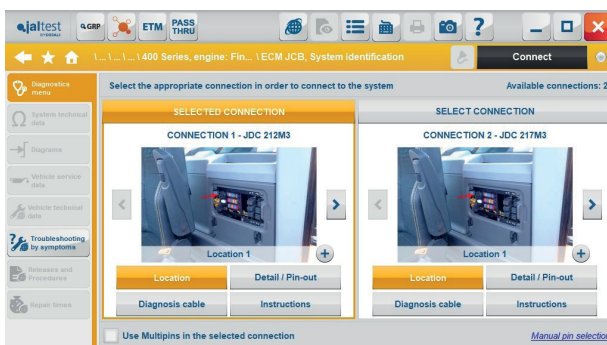 jaltest
GRP
ETM
PASS
THRU
\ ... \ ... \ ... \ 400 Series, engine: Fin... \ ECM JCB, System identification
Connect
Diagnostics
menu
Select the appropriate connection in order to connect to the system
Available connections: 2
System technical
data
Diagrams
Vehicle service
data
Vehicle technical
data
Troubleshooting
by symptoms
Releases and
Procedures
Repair times
SELECTED CONNECTION
CONNECTION 1 - JDC 212M3
Location 1
Location
Detail / Pin-out
Diagnosis cable
Instructions
SELECT CONNECTION
CONNECTION 2 - JDC 217M3
Location 1
Location
Detail / Pin-out
Diagnosis cable
Instructions
Use Multipins in the selected connection
Manual pin selection